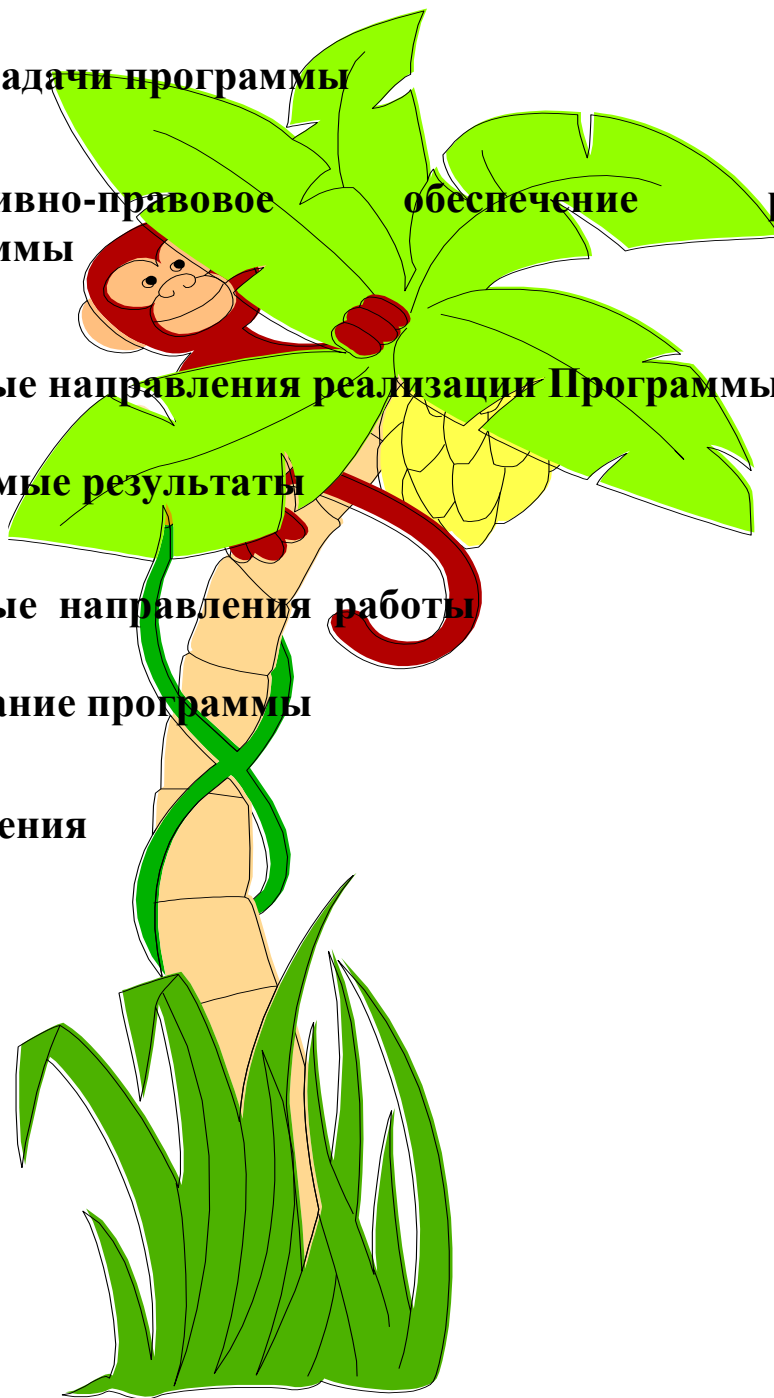 адачи программы
ивно-правовое обеспечение р
ммы
ые направления реализации Программы
мые результаты
ые направления работы
ание программы
ения